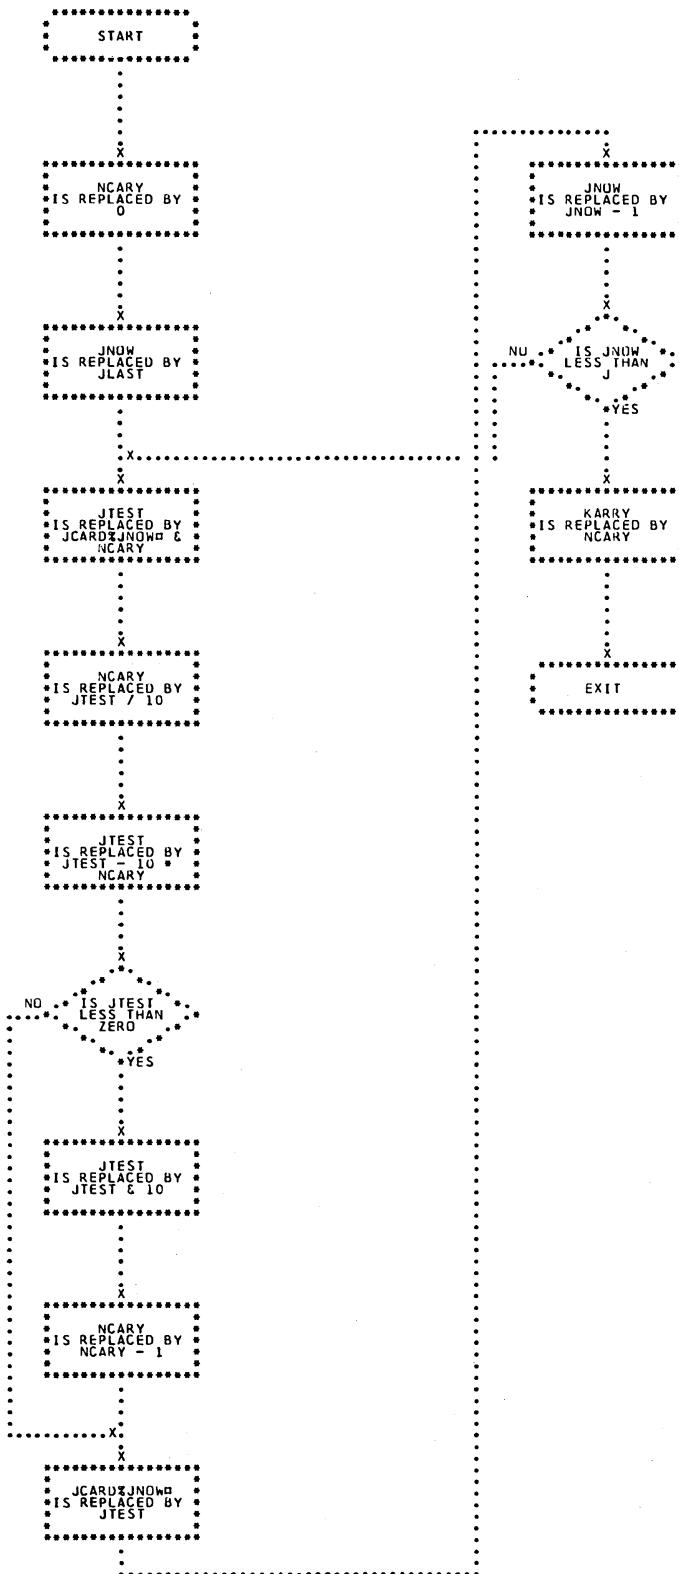 START
NCARY
IS REPLACED BY
0
JNOW
IS REPLACED BY
JLAST
JTEST
IS REPLACED BY
JCARD%JNOW¤ &
NCARY
NCARY
IS REPLACED BY
JTEST / 10
JTEST
IS REPLACED BY
JTEST - 10 *
NCARY
NO
IS JTEST
LESS THAN
ZERO
YES
JTEST
IS REPLACED BY
JTEST & 10
NCARY
IS REPLACED BY
NCARY - 1
JCARD%JNOW¤
IS REPLACED BY
JTEST
JNOW
IS REPLACED BY
JNOW - 1
NO
IS JNOW
LESS THAN
J
YES
KARRY
IS REPLACED BY
NCARY
EXIT